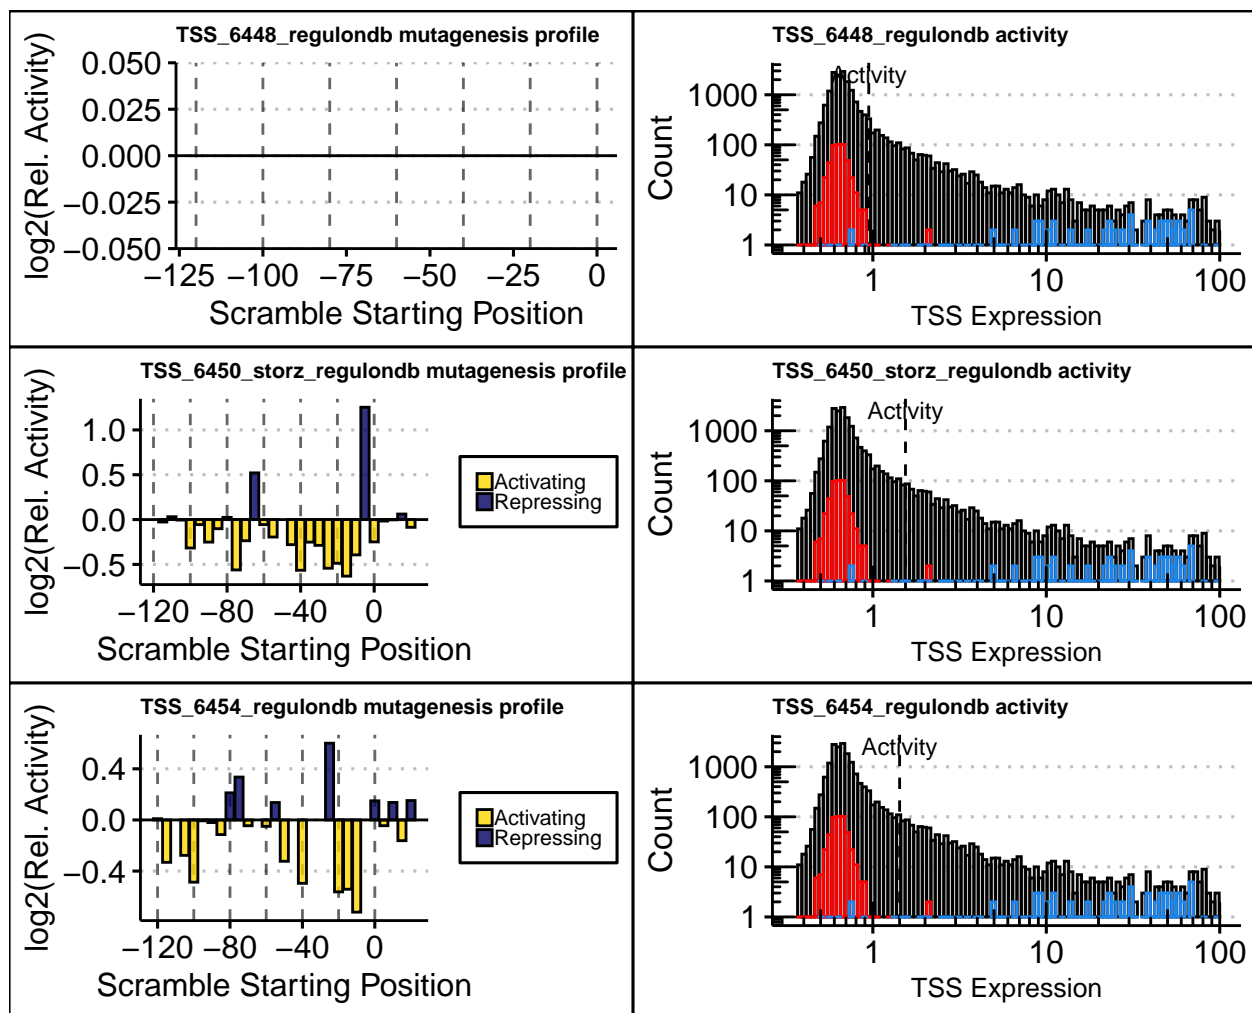 TSS_6448_regulondb mutagenesis profile
log2(Rel. Activity)
0.050
0.025
0.000
−0.025
−0.050
−125 −100 −75 −50 −25 0
Scramble Starting Position
TSS_6448_regulondb activity
Activity
Count
1000
100
10
1
1 10 100
TSS Expression
TSS_6450_storz_regulondb mutagenesis profile
log2(Rel. Activity)
1.0
0.5
0.0
−0.5
−120 −80 −40 0
Scramble Starting Position
Activating
Repressing
TSS_6450_storz_regulondb activity
Activity
Count
1000
100
10
1
1 10 100
TSS Expression
TSS_6454_regulondb mutagenesis profile
log2(Rel. Activity)
0.4
0.0
−0.4
−120 −80 −40 0
Scramble Starting Position
Activating
Repressing
TSS_6454_regulondb activity
Activity
Count
1000
100
10
1
1 10 100
TSS Expression